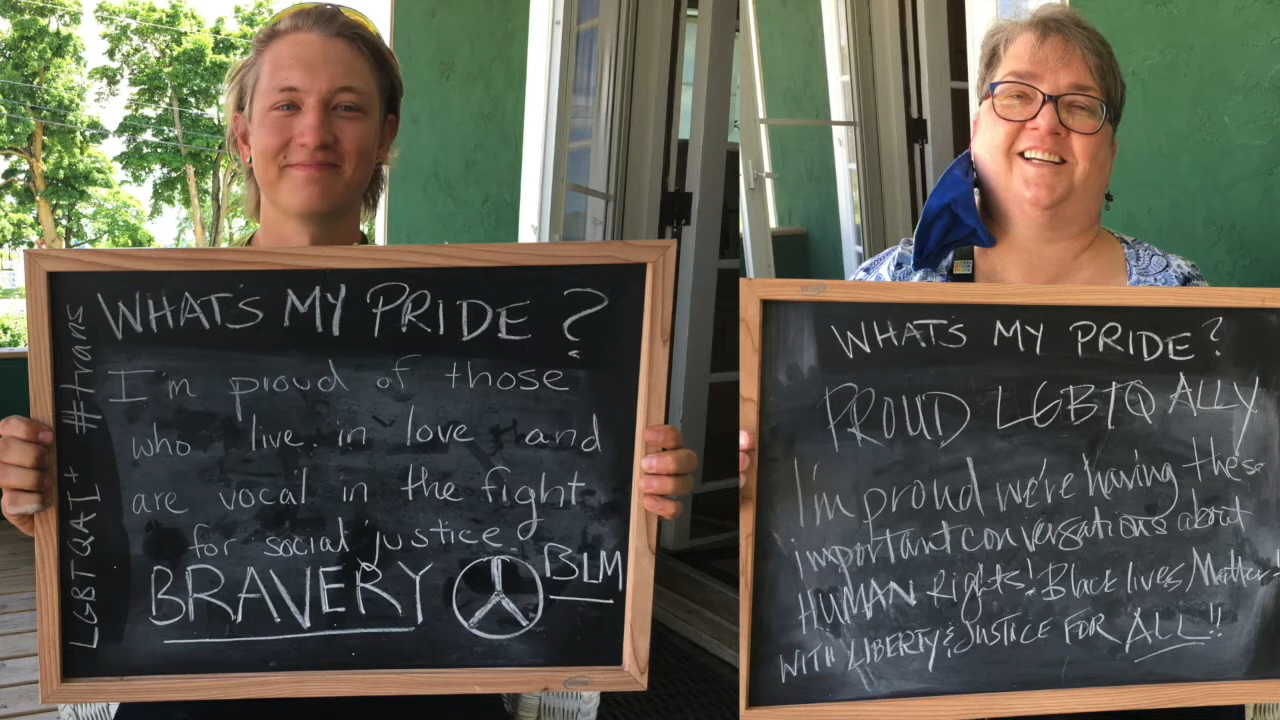 WHAT'S MY PRIDE?
I'm proud of those
who live in love and
are vocal in the fight
for social justice.
BRAVERY BLM
LGBTQAI+ #trans
WHAT'S MY PRIDE?
PROUD LGBTQ ALLY
I'm proud we're having these
important conversations about
HUMAN Rights! Black lives Matter-
WITH LIBERTY & JUSTICE FOR ALL!!